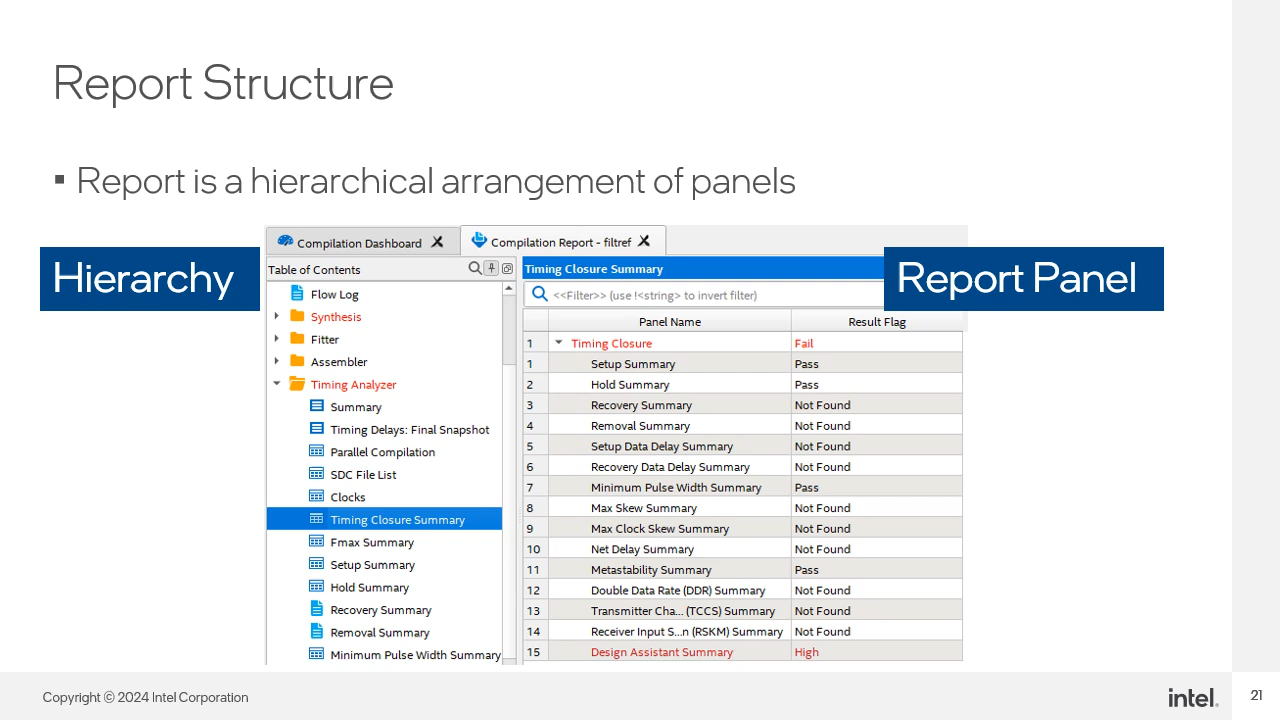 Report Structure
▪ Report is a hierarchical arrangement of panels
Hierarchy
Compilation Dashboard
Compilation Report - filtref
Table of Contents
Flow Log
Synthesis
Fitter
Assembler
Timing Analyzer
Summary
Timing Delays: Final Snapshot
Parallel Compilation
SDC File List
Clocks
Timing Closure Summary
Fmax Summary
Setup Summary
Hold Summary
Recovery Summary
Removal Summary
Minimum Pulse Width Summary
Report Panel
Timing Closure Summary
<<Filter>> (use !<string> to invert filter)
Panel Name Result Flag
1 Timing Closure Fail
1 Setup Summary Pass
2 Hold Summary Pass
3 Recovery Summary Not Found
4 Removal Summary Not Found
5 Setup Data Delay Summary Not Found
6 Recovery Data Delay Summary Not Found
7 Minimum Pulse Width Summary Pass
8 Max Skew Summary Not Found
9 Max Clock Skew Summary Not Found
10 Net Delay Summary Not Found
11 Metastability Summary Pass
12 Double Data Rate (DDR) Summary Not Found
13 Transmitter Cha... (TCCS) Summary Not Found
14 Receiver Input S...n (RSKM) Summary Not Found
15 Design Assistant Summary High
Copyright © 2024 Intel Corporation
intel.
21